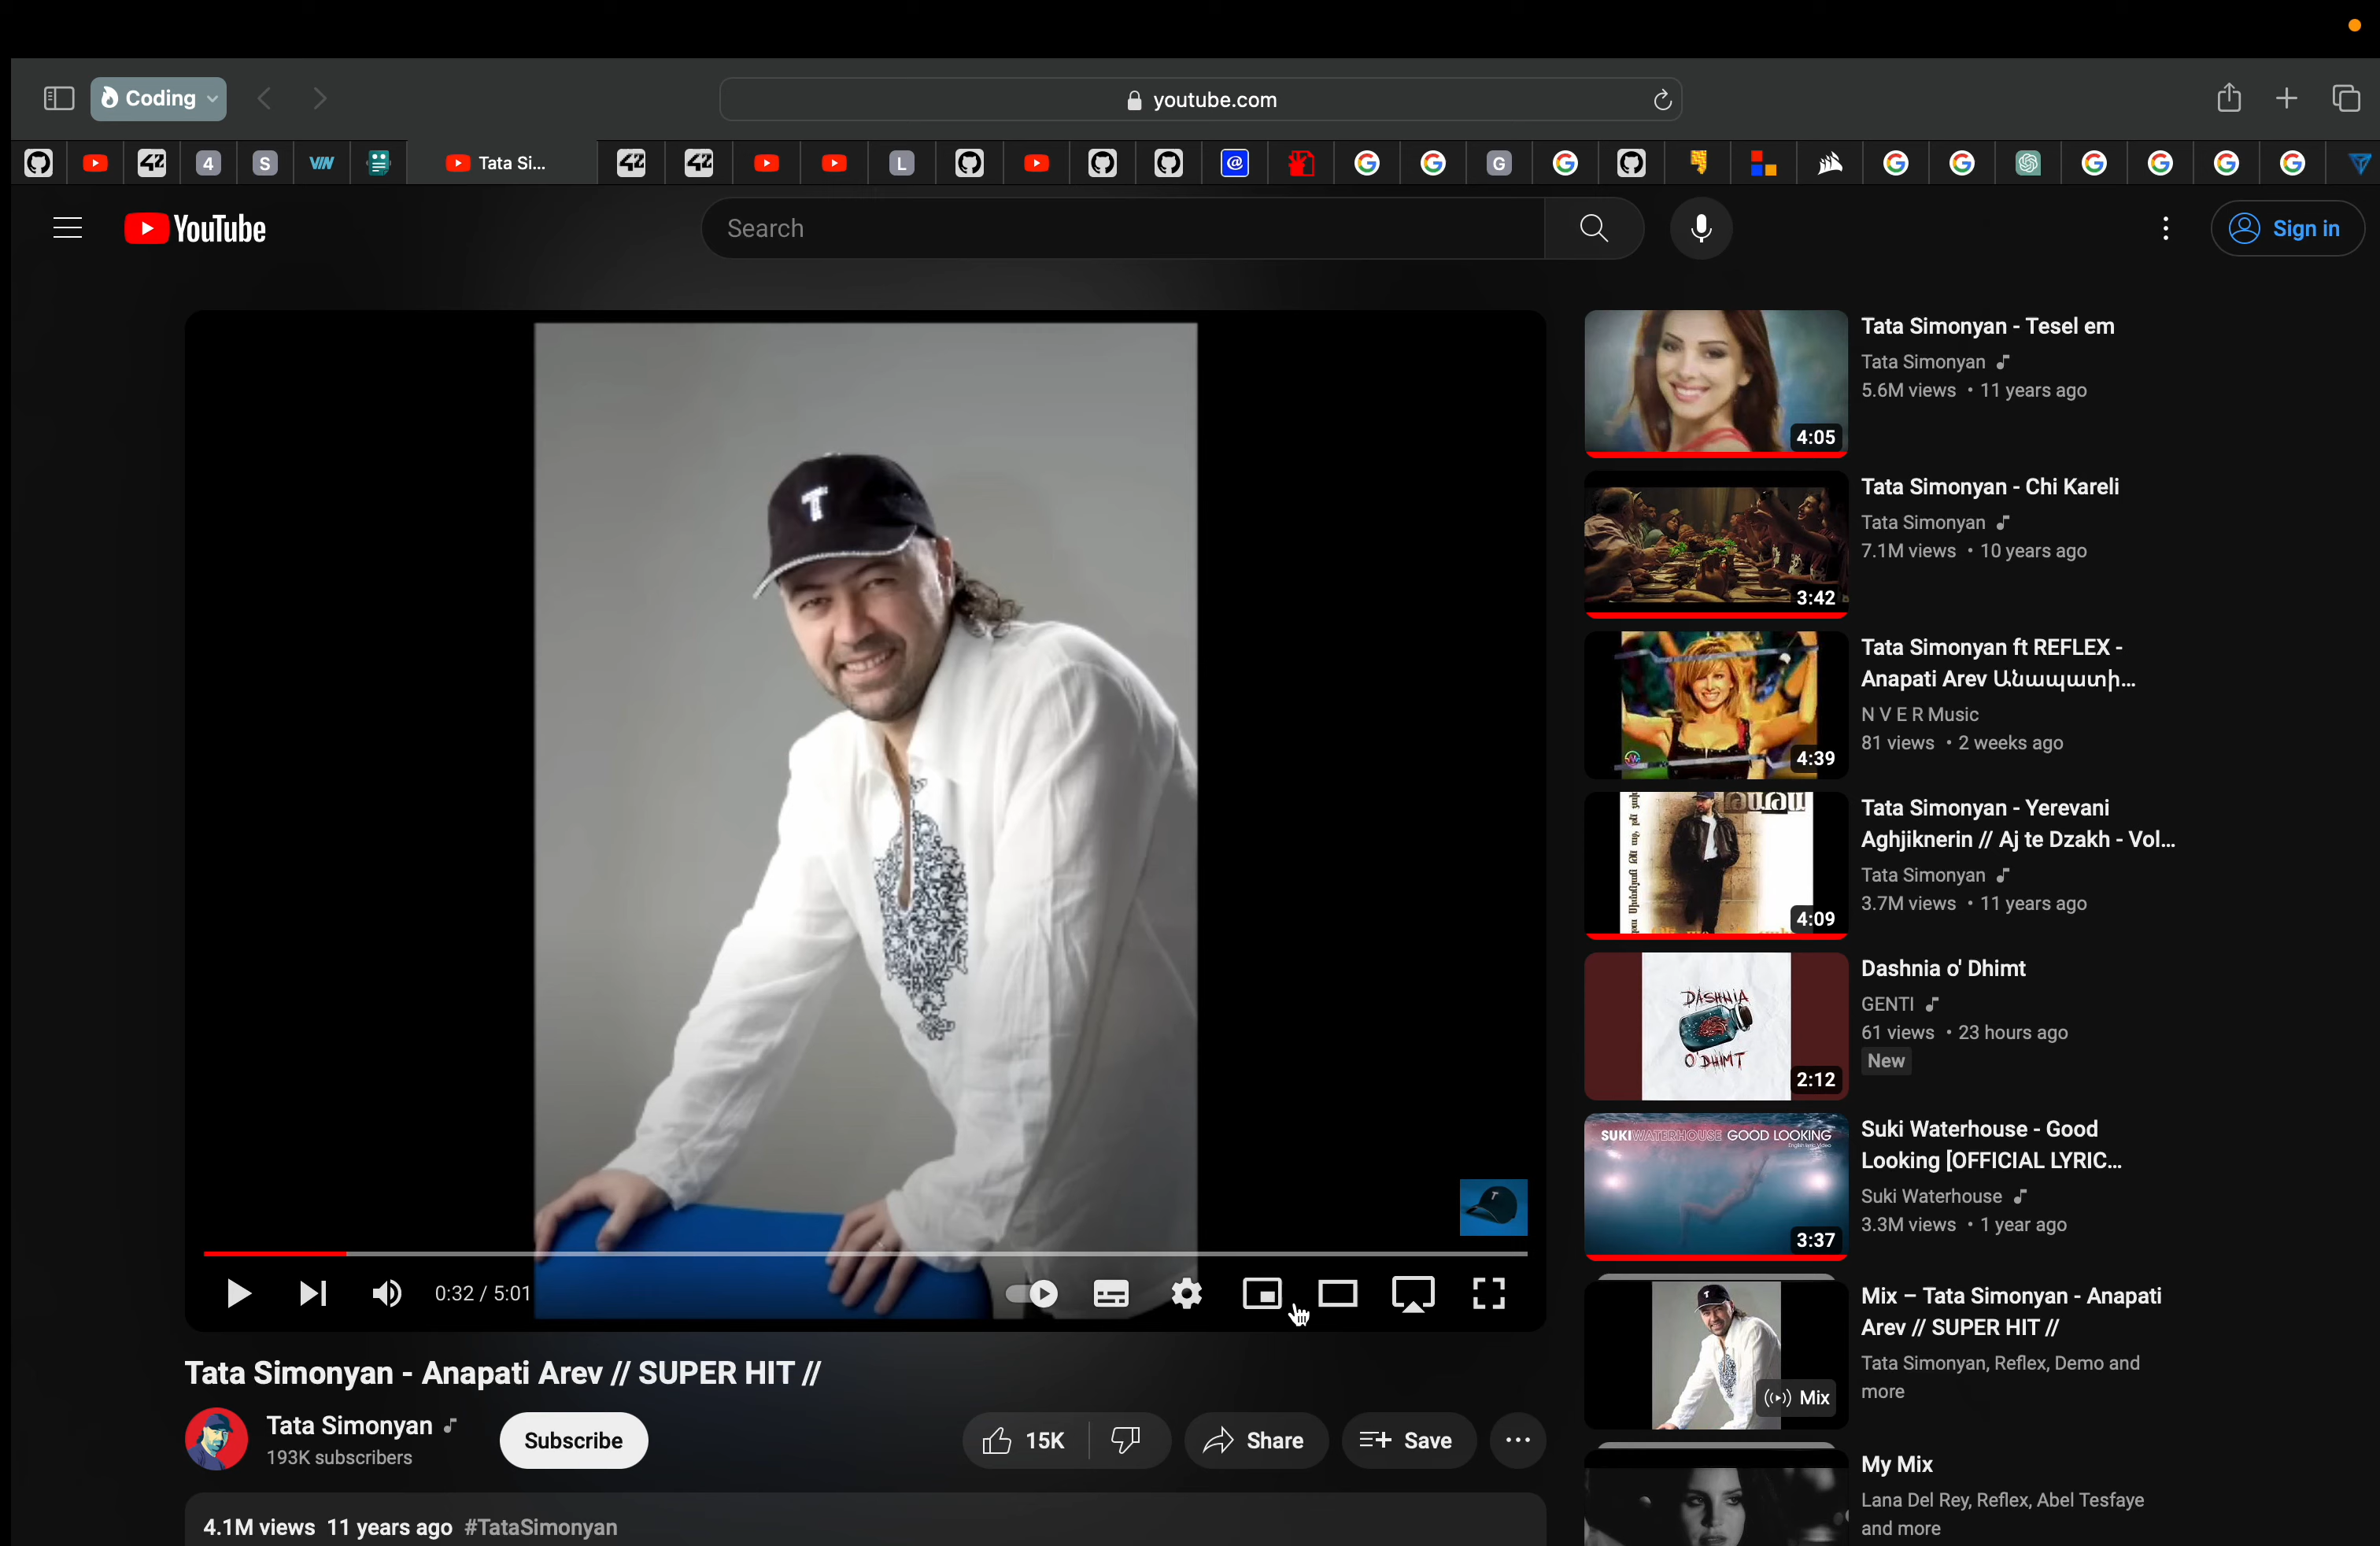 Coding
youtube.com
42
4
S
VIN
Tata Si...
42
42
L
@
G
YouTube
Search
Sign in
T
0:32 / 5:01
Tata Simonyan - Anapati Arev // SUPER HIT //
Tata Simonyan
193K subscribers
Subscribe
15K
Share
Save
4.1M views 11 years ago #TataSimonyan
4:05
Tata Simonyan - Tesel em
Tata Simonyan
5.6M views • 11 years ago
3:42
Tata Simonyan - Chi Kareli
Tata Simonyan
7.1M views • 10 years ago
4:39
Tata Simonyan ft REFLEX -
Anapati Arev Անապատի...
N V E R Music
81 views • 2 weeks ago
4:09
Tata Simonyan - Yerevani
Aghjiknerin // Aj te Dzakh - Vol...
Tata Simonyan
3.7M views • 11 years ago
DASHNIA
O'DHIMT
2:12
Dashnia o' Dhimt
GENTI
61 views • 23 hours ago
New
SUKI WATERHOUSE GOOD LOOKING
English Lyric Video
3:37
Suki Waterhouse - Good
Looking [OFFICIAL LYRIC...
Suki Waterhouse
3.3M views • 1 year ago
Mix
Mix – Tata Simonyan - Anapati
Arev // SUPER HIT //
Tata Simonyan, Reflex, Demo and
more
My Mix
Lana Del Rey, Reflex, Abel Tesfaye
and more